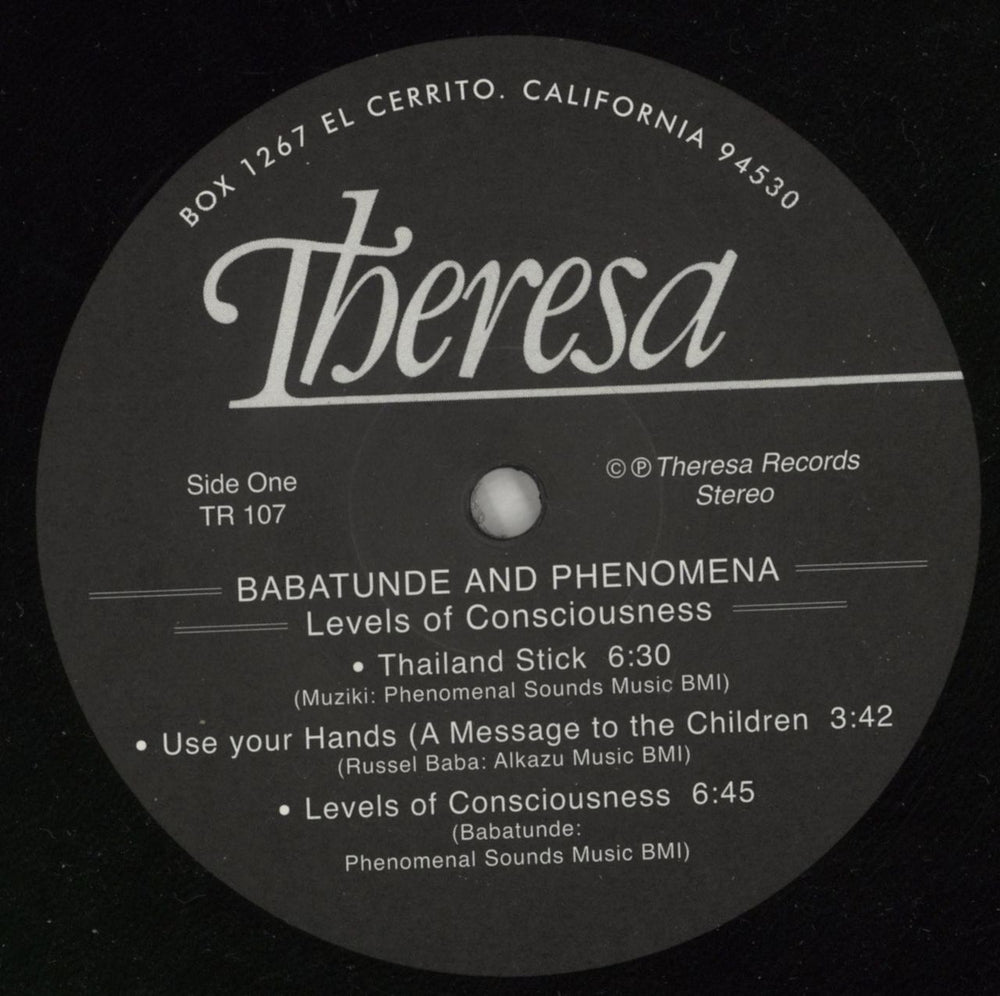 BOX 1267 EL CERRITO. CALIFORNIA 94530
Theresa
Side One
TR 107
©℗ Theresa Records
Stereo
BABATUNDE AND PHENOMENA
Levels of Consciousness
• Thailand Stick 6:30
(Muziki: Phenomenal Sounds Music BMI)
• Use your Hands (A Message to the Children 3:42
(Russel Baba: Alkazu Music BMI)
• Levels of Consciousness 6:45
(Babatunde:
Phenomenal Sounds Music BMI)